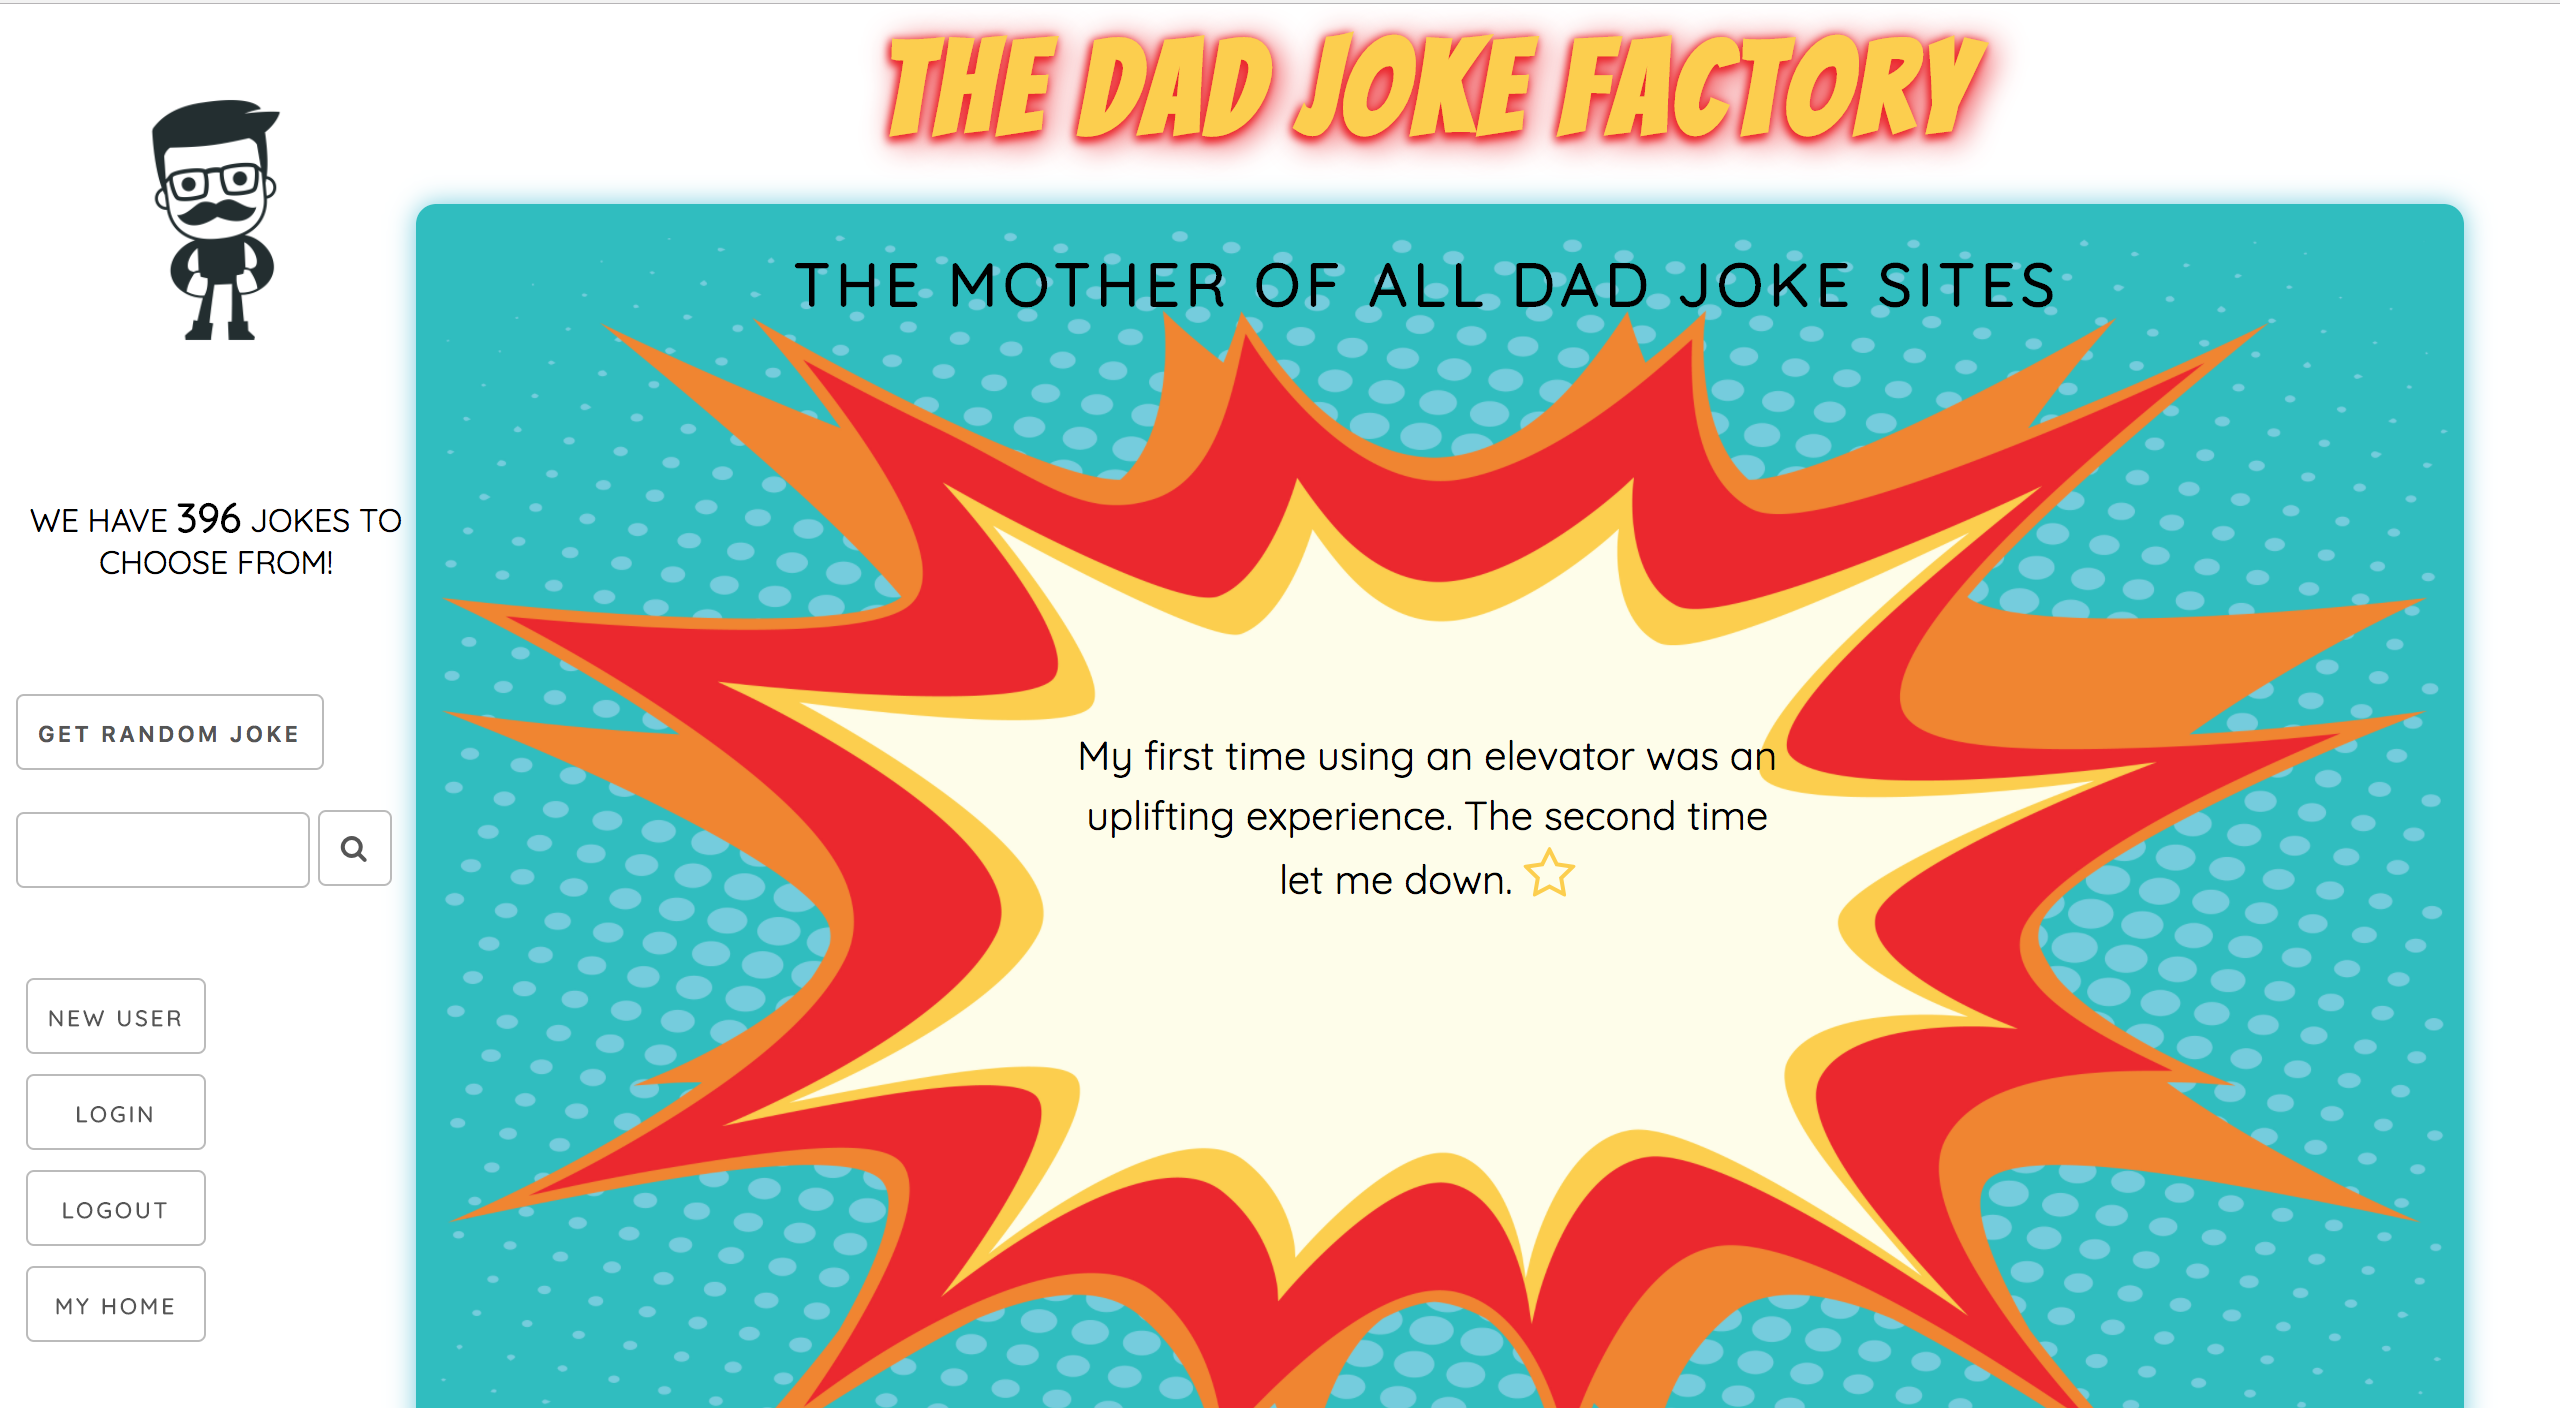 THE DAD JOKE FACTORY
THE MOTHER OF ALL DAD JOKE SITES
WE HAVE 396 JOKES TO
CHOOSE FROM!
GET RANDOM JOKE
NEW USER
LOGIN
LOGOUT
MY HOME
My first time using an elevator was an
uplifting experience. The second time
let me down.